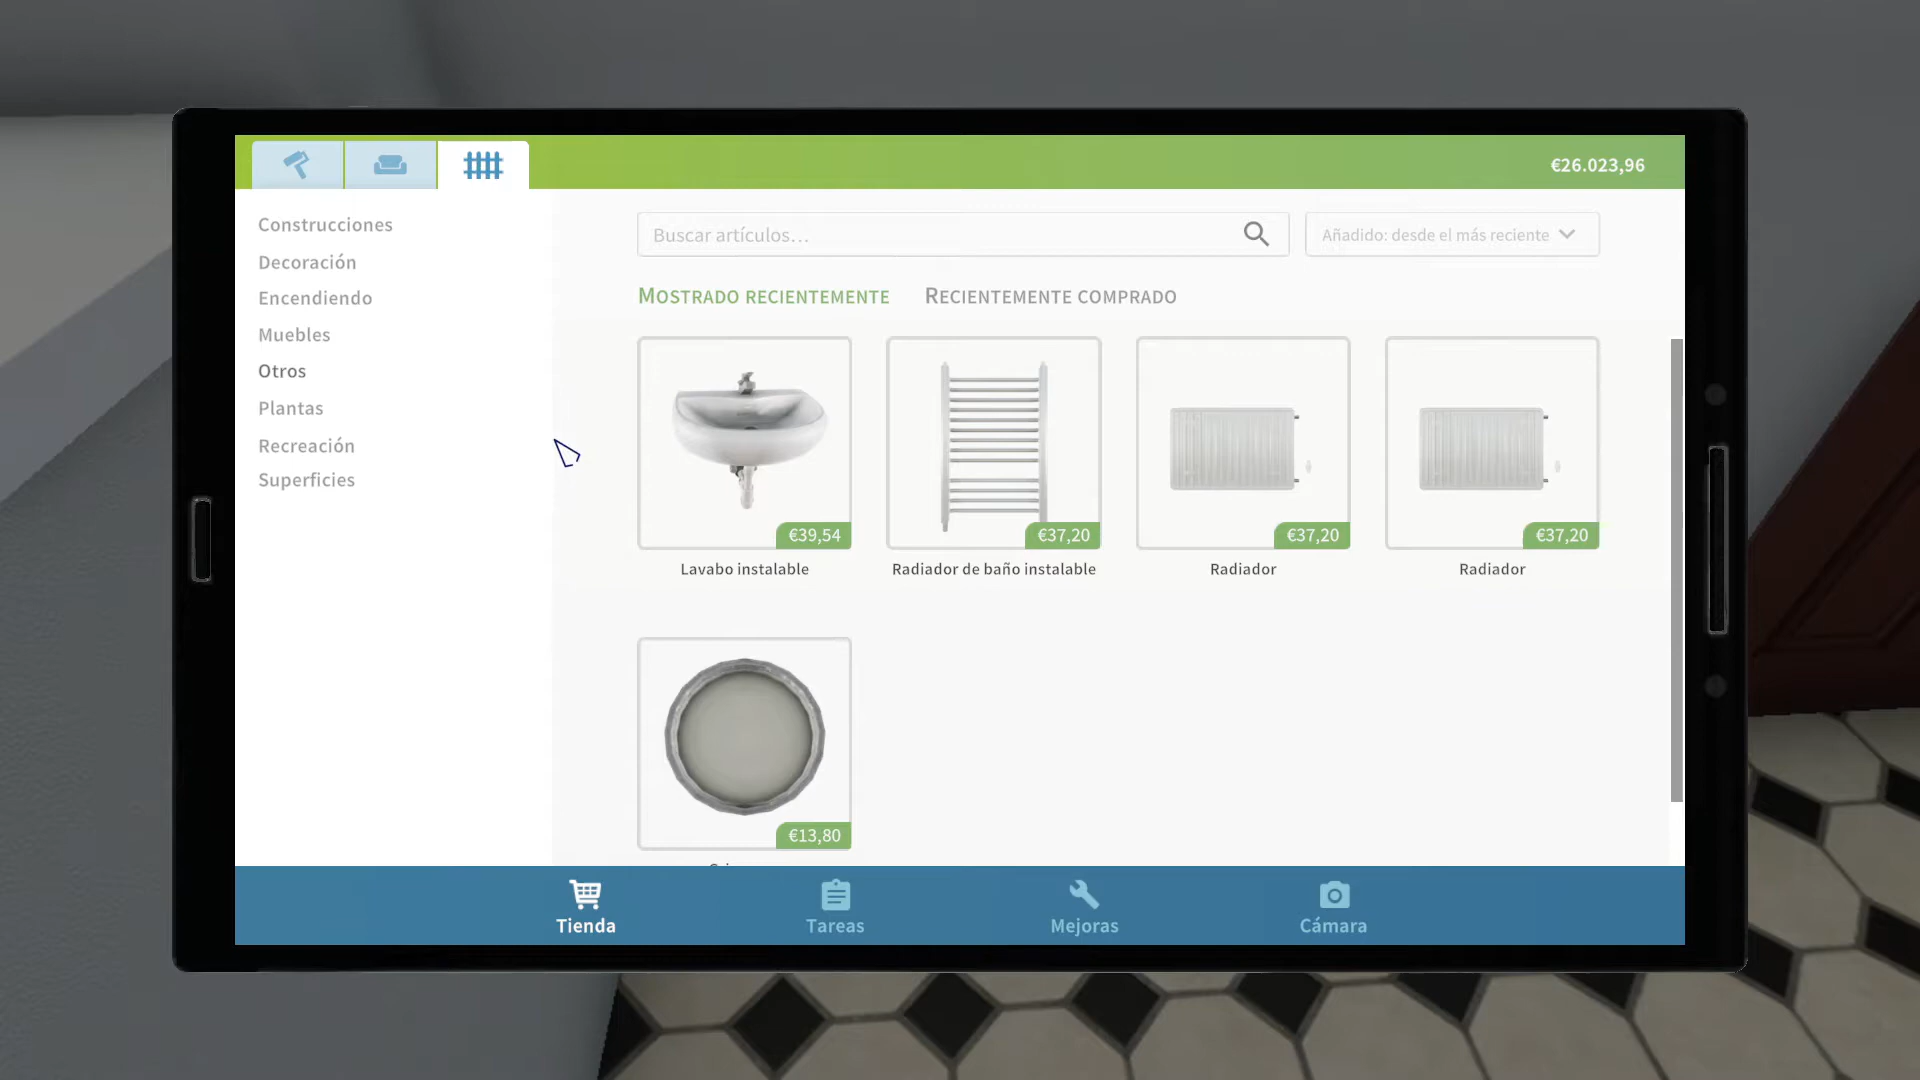 €26.023,96
Construcciones
Decoración
Encendiendo
Muebles
Otros
Plantas
Recreación
Superficies
Buscar artículos...
Añadido: desde el más reciente
MOSTRADO RECIENTEMENTE
RECIENTEMENTE COMPRADO
€39,54
€37,20
€37,20
€37,20
Lavabo instalable
Radiador de baño instalable
Radiador
Radiador
€13,80
Tienda
Tareas
Mejoras
Cámara